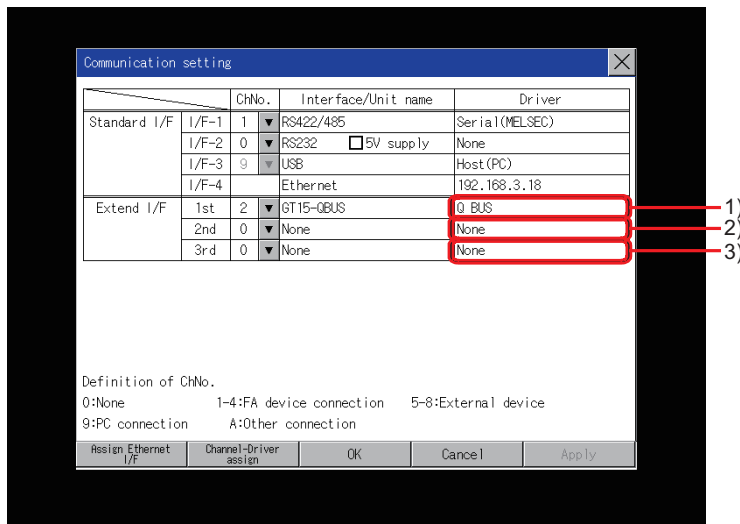 Communication setting
ChNo. Interface/Unit name Driver
Standard I/F I/F-1 1 ▼ RS422/485 Serial(MELSEC)
I/F-2 0 ▼ RS232 □5V supply None
I/F-3 9 ▼ USB Host(PC)
I/F-4 Ethernet 192.168.3.18
Extend I/F 1st 2 ▼ GT15-QBUS Q BUS 1)
2nd 0 ▼ None None 2)
3rd 0 ▼ None None 3)
Definition of ChNo.
0:None 1-4:FA device connection 5-8:External device
9:PC connection A:Other connection
Assign Ethernet I/F Channel-Driver assign OK Cancel Apply